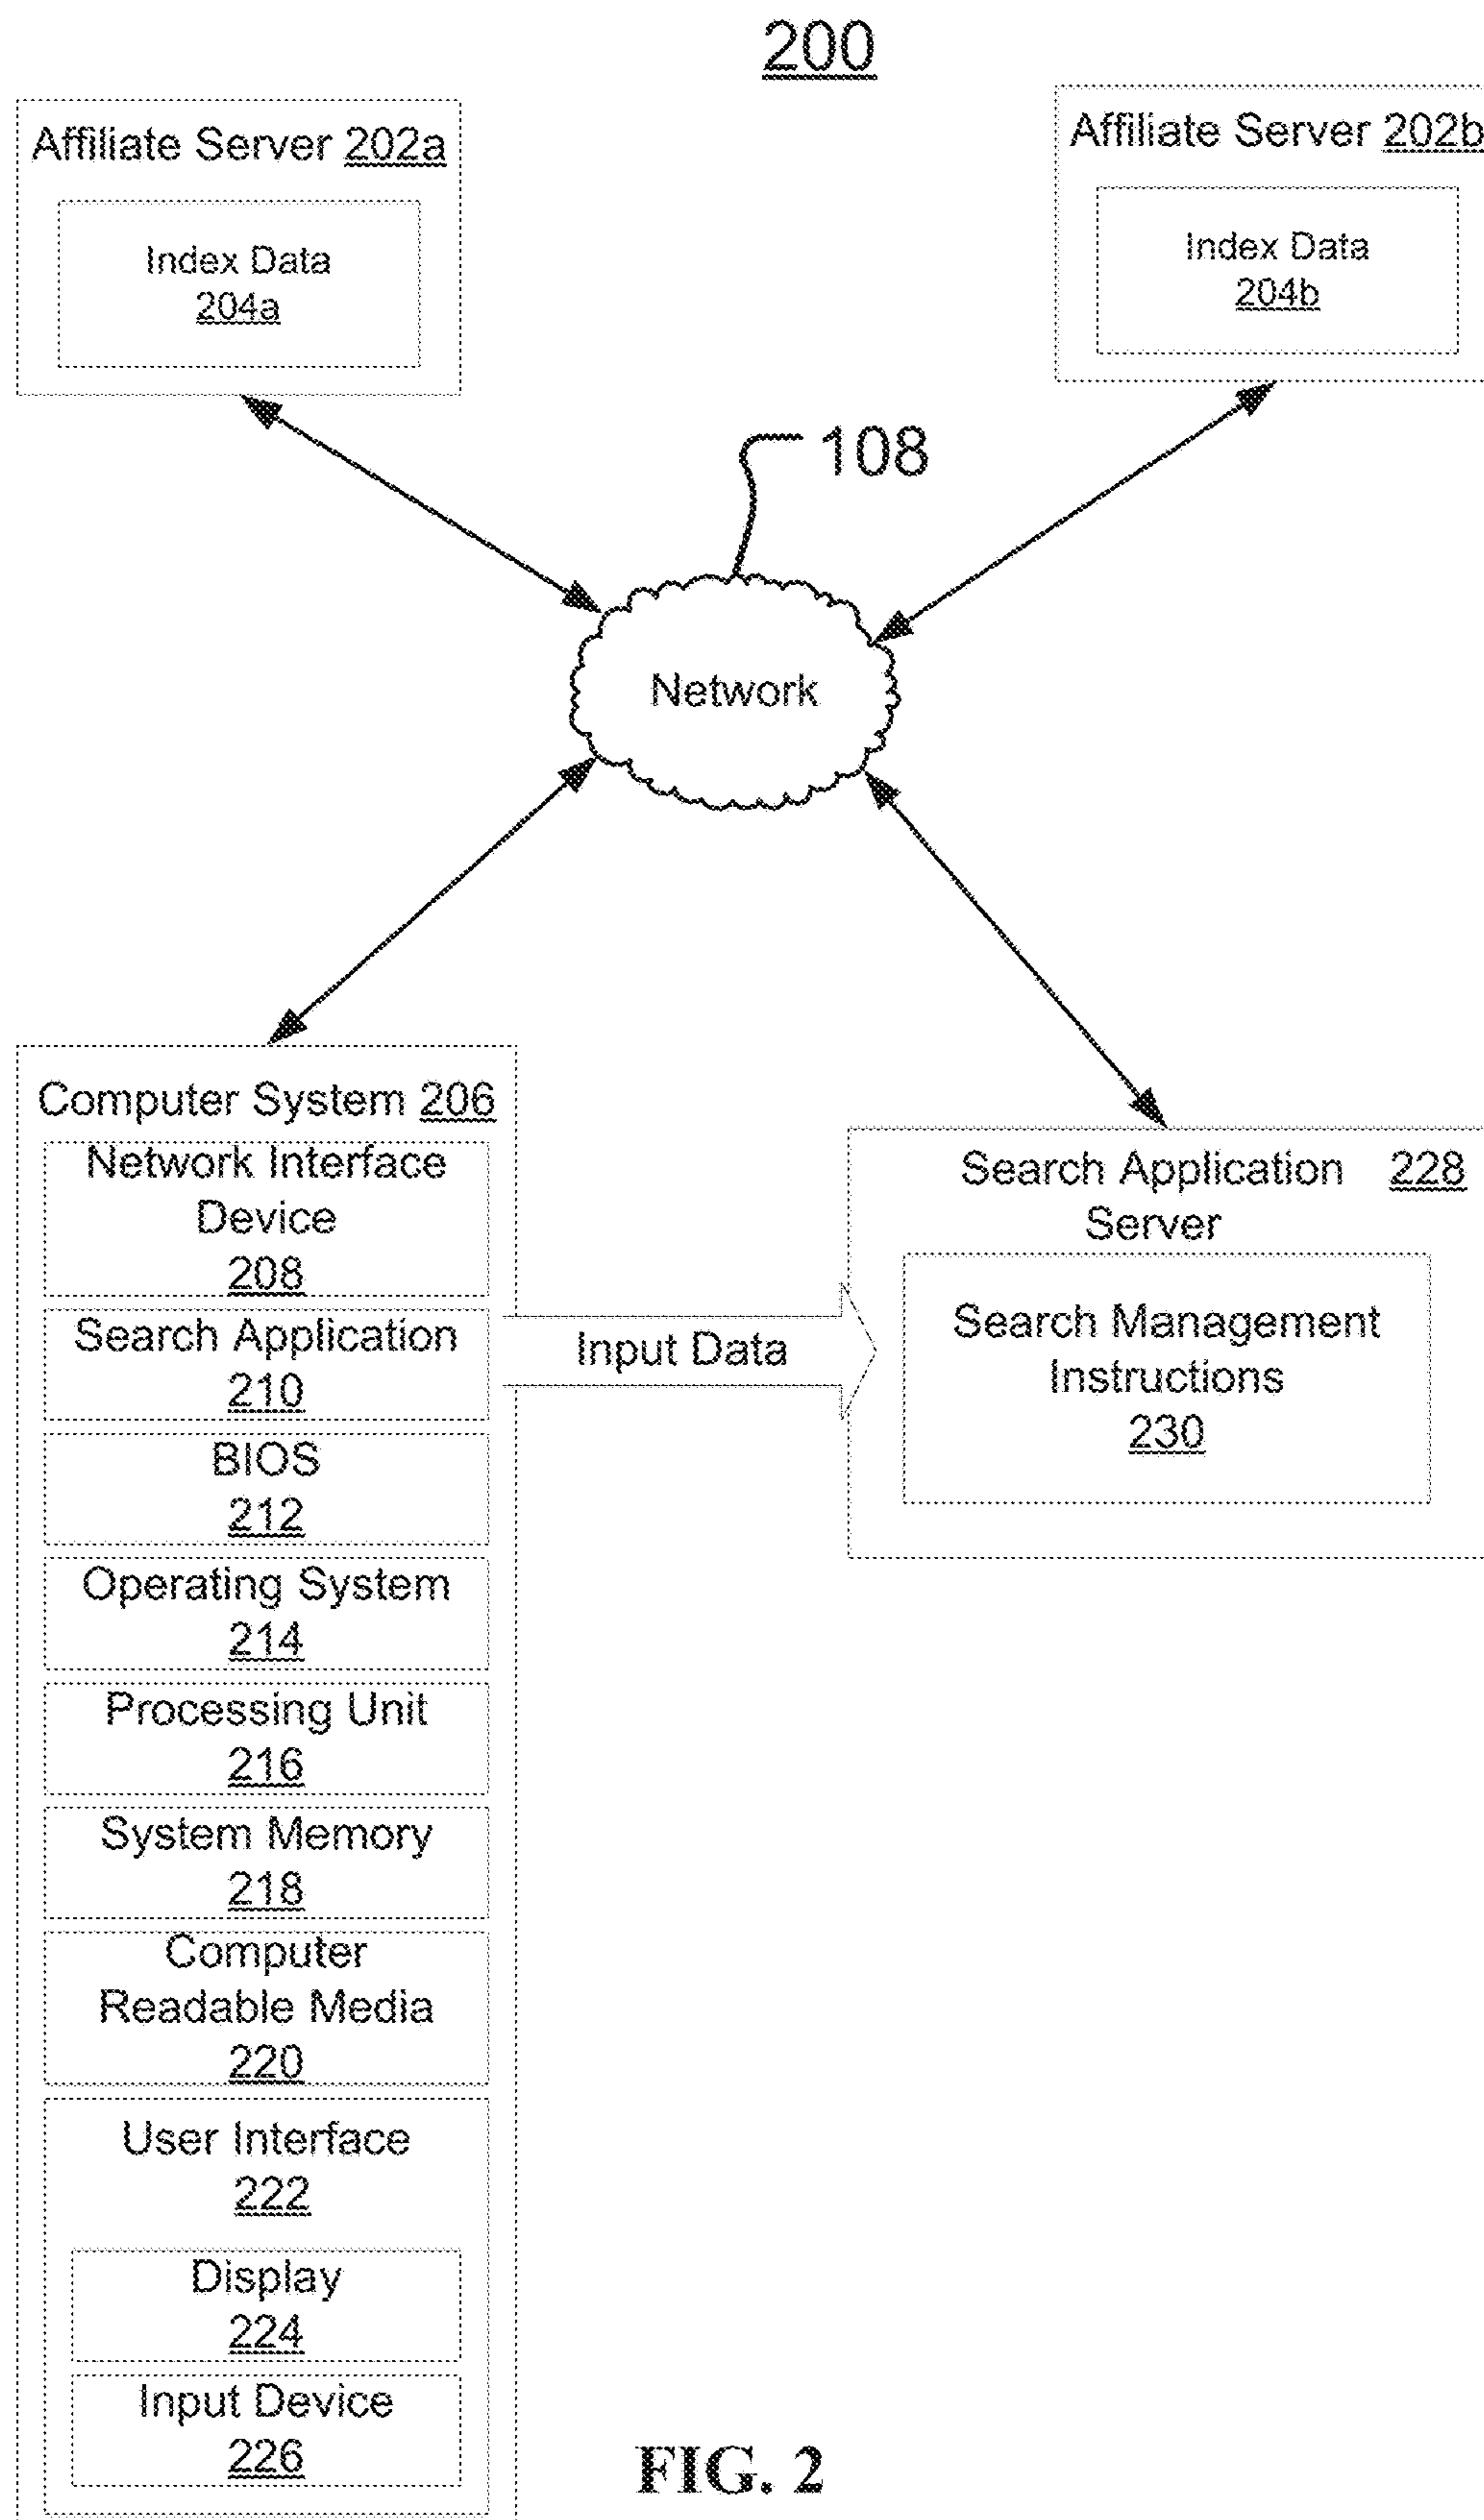 200
Affiliate Server 202a
Index Data
204a
Affiliate Server 202b
Index Data
204b
108
Network
Computer System 206
Network Interface
Device
208
Search Application
210
BIOS
212
Operating System
214
Processing Unit
216
System Memory
218
Computer
Readable Media
220
User Interface
222
Display
224
Input Device
226
Input Data
Search Application 228
Server
Search Management
Instructions
230
FIG. 2